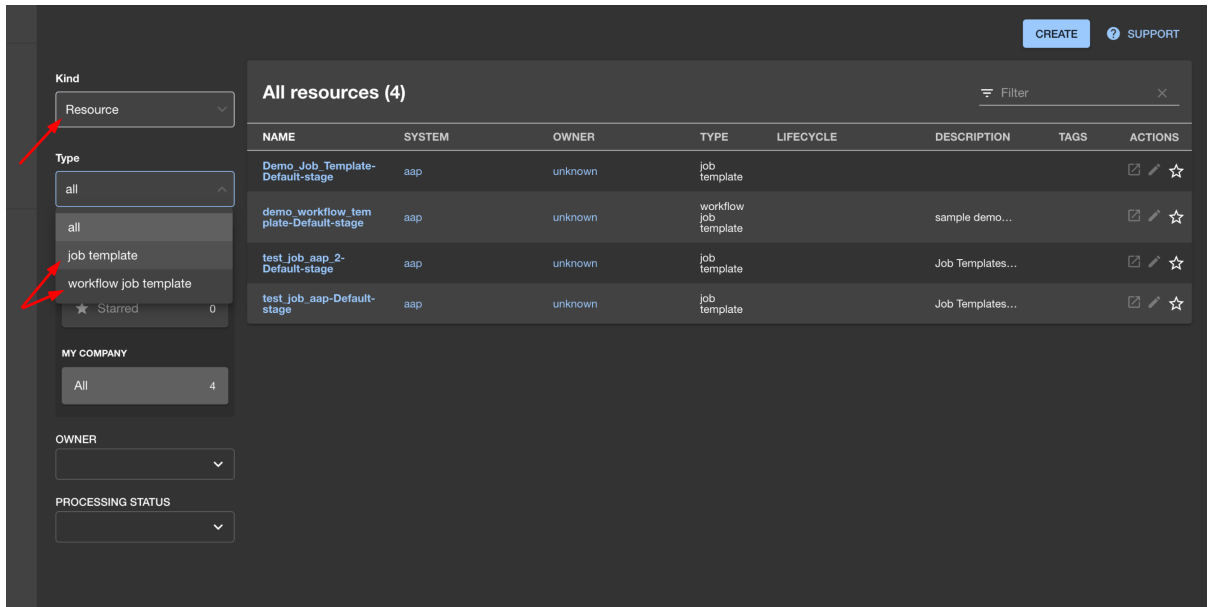 CREATE
SUPPORT
Kind
Resource
Type
all
all
job template
workflow job template
Starred 0
MY COMPANY
All 4
OWNER
PROCESSING STATUS
All resources (4)
Filter
NAME SYSTEM OWNER TYPE LIFECYCLE DESCRIPTION TAGS ACTIONS
Demo_Job_Template-
Default-stage
aap
unknown
job
template
demo_workflow_tem
plate-Default-stage
aap
unknown
workflow
job
template
sample demo...
test_job_aap_2-
Default-stage
aap
unknown
job
template
Job Templates...
test_job_aap-Default-
stage
aap
unknown
job
template
Job Templates...